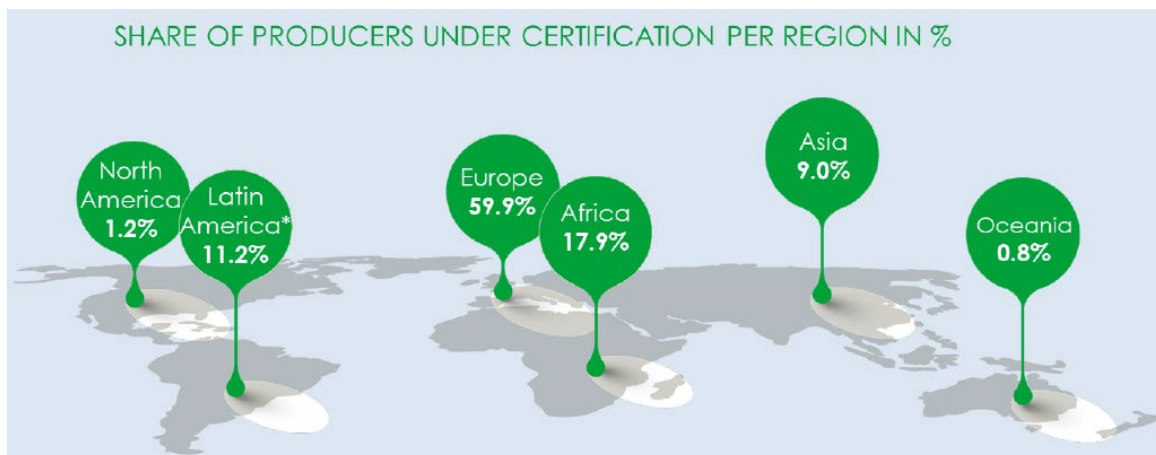 SHARE OF PRODUCERS UNDER CERTIFICATION PER REGION IN %
North
America
1.2%
Latin
America*
11.2%
Europe
59.9%
Africa
17.9%
Asia
9.0%
Oceania
0.8%